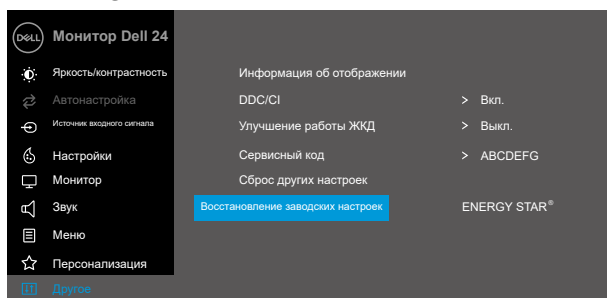 DELL Монитор Dell 24
Яркость/контрастность
Автонастройка
Источник входного сигнала
Настройки
Монитор
Звук
Меню
Персонализация
Другое
Информация об отображении
DDC/CI > Вкл.
Улучшение работы ЖКД > Выкл.
Сервисный код > ABCDEFG
Сброс других настроек
Восстановление заводских настроек ENERGY STAR®